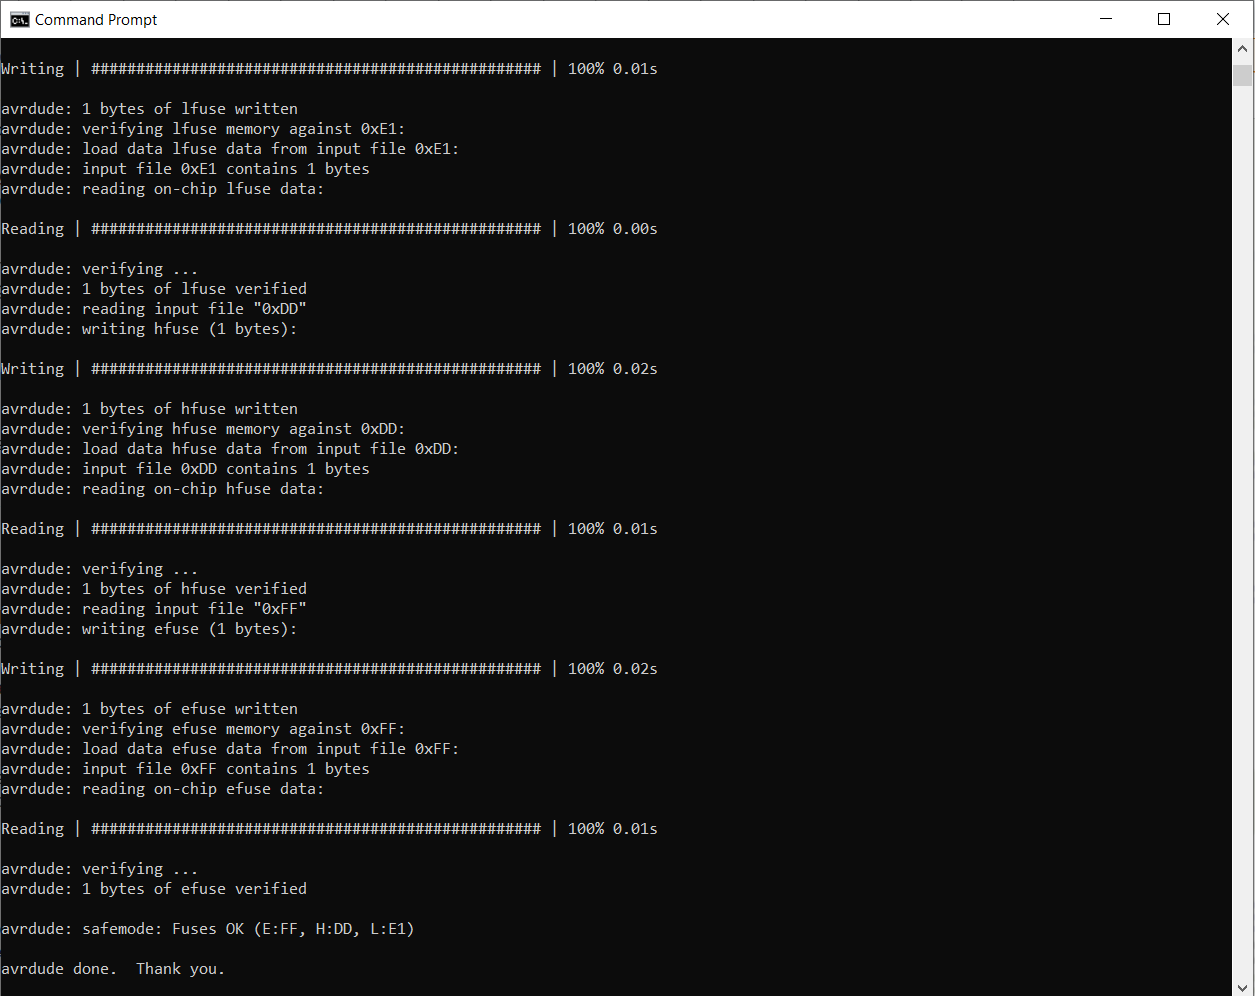 Command Prompt
Writing | ################################################## | 100% 0.01s
avrdude: 1 bytes of lfuse written
avrdude: verifying lfuse memory against 0xE1:
avrdude: load data lfuse data from input file 0xE1:
avrdude: input file 0xE1 contains 1 bytes
avrdude: reading on-chip lfuse data:
Reading | ################################################## | 100% 0.00s
avrdude: verifying ...
avrdude: 1 bytes of lfuse verified
avrdude: reading input file "0xDD"
avrdude: writing hfuse (1 bytes):
Writing | ################################################## | 100% 0.02s
avrdude: 1 bytes of hfuse written
avrdude: verifying hfuse memory against 0xDD:
avrdude: load data hfuse data from input file 0xDD:
avrdude: input file 0xDD contains 1 bytes
avrdude: reading on-chip hfuse data:
Reading | ################################################## | 100% 0.01s
avrdude: verifying ...
avrdude: 1 bytes of hfuse verified
avrdude: reading input file "0xFF"
avrdude: writing efuse (1 bytes):
Writing | ################################################## | 100% 0.02s
avrdude: 1 bytes of efuse written
avrdude: verifying efuse memory against 0xFF:
avrdude: load data efuse data from input file 0xFF:
avrdude: input file 0xFF contains 1 bytes
avrdude: reading on-chip efuse data:
Reading | ################################################## | 100% 0.01s
avrdude: verifying ...
avrdude: 1 bytes of efuse verified
avrdude: safemode: Fuses OK (E:FF, H:DD, L:E1)
avrdude done.  Thank you.